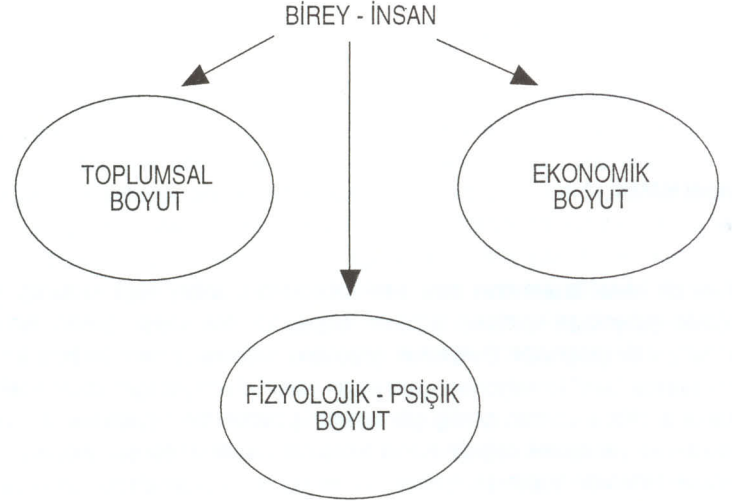 BİREY - İNSAN
TOPLUMSAL
BOYUT
EKONOMİK
BOYUT
FİZYOLOJİK - PSİŞİK
BOYUT